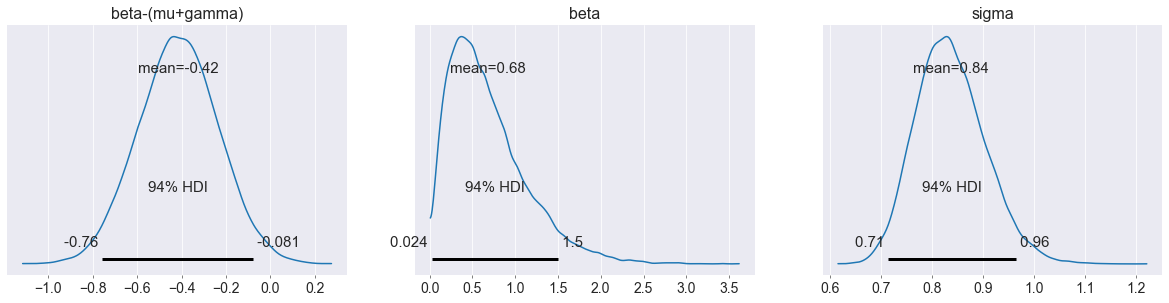 beta-(mu+gamma)
mean=-0.42
94% HDI
-0.76 -0.081
−1.0 −0.8 −0.6 −0.4 −0.2 0.0 0.2
beta
mean=0.68
94% HDI
0.024 1.5
0.0 0.5 1.0 1.5 2.0 2.5 3.0 3.5
sigma
mean=0.84
94% HDI
0.71 0.96
0.6 0.7 0.8 0.9 1.0 1.1 1.2